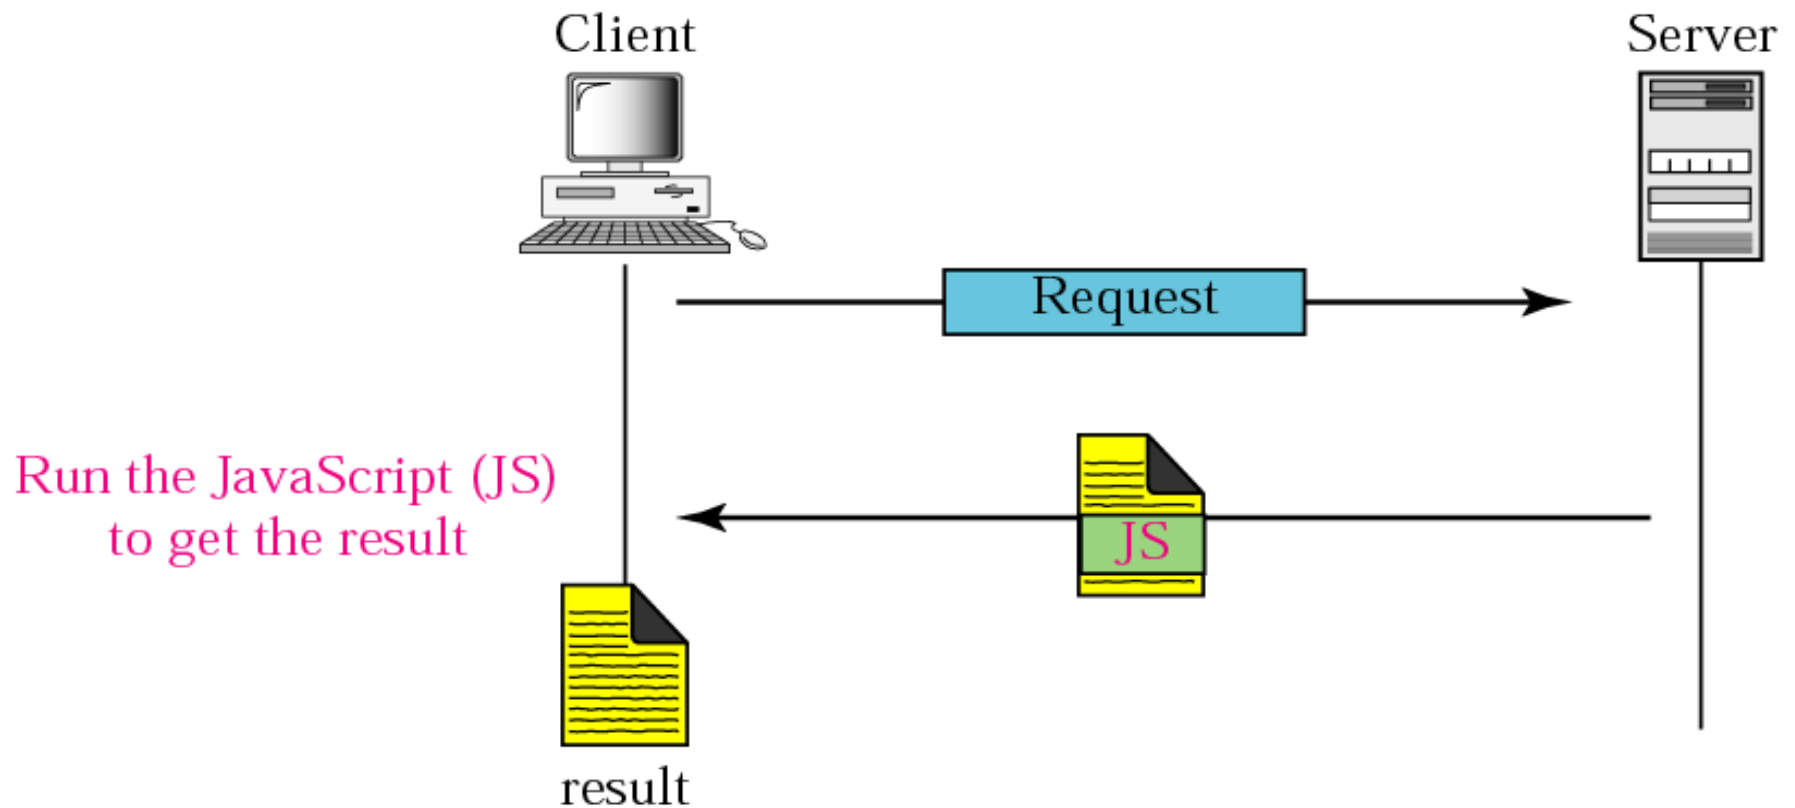 Client
Server
Request
Run the JavaScript (JS)
to get the result
JS
result